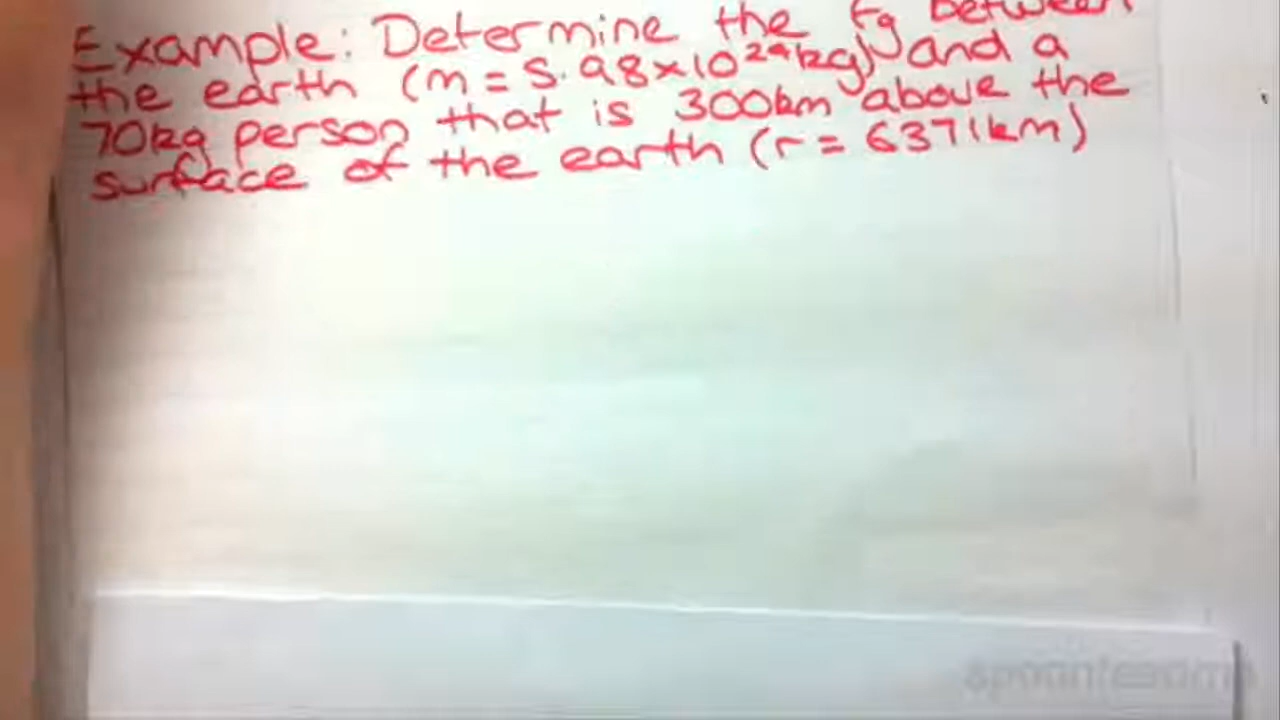 Example: Determine the Fg between
the earth (m = 5.98×10²⁴kg) and a
70kg person that is 300km above the
surface of the earth (r = 6371km)
spoonfeedme